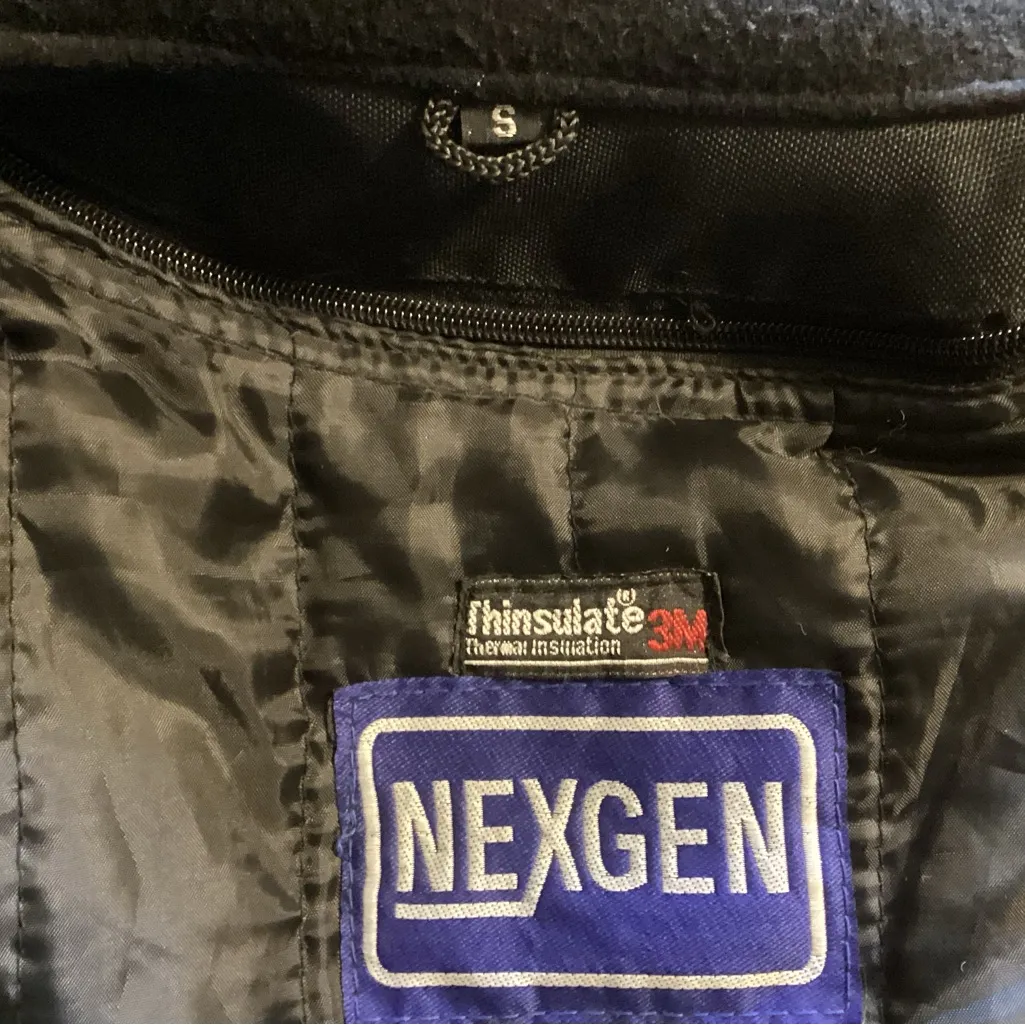 S
Thinsulate(R) 3M
Thermal Insulation
NEXGEN